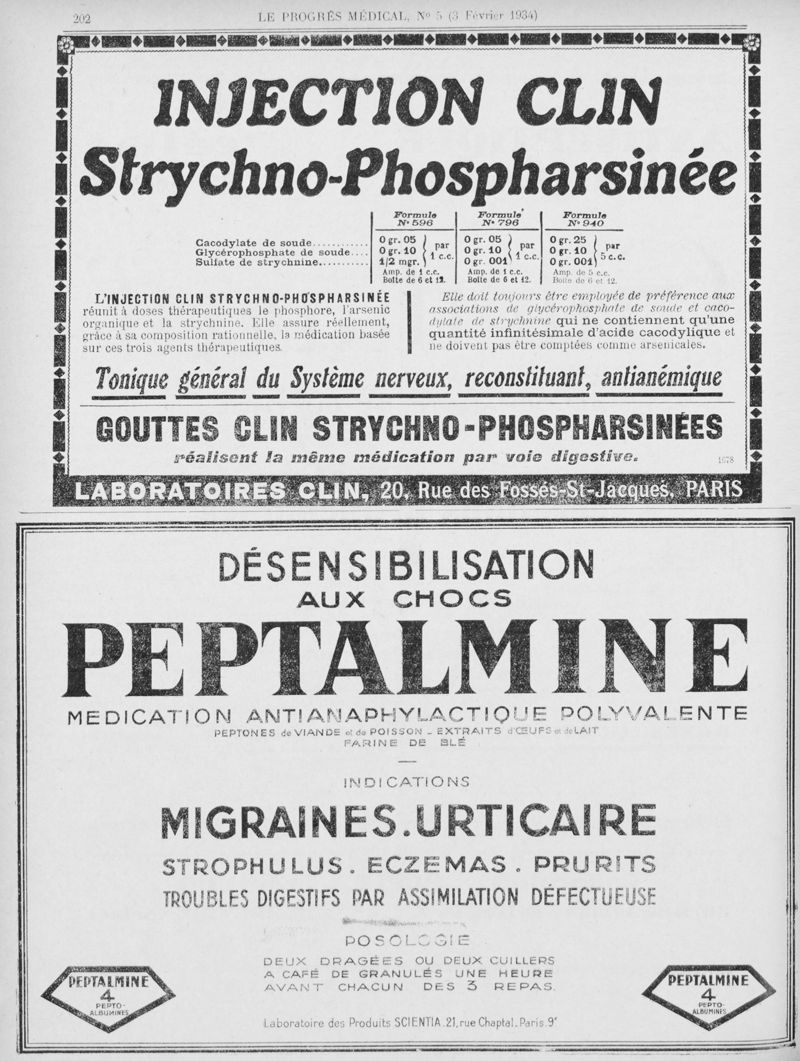 202
LE PROGRÈS MÉDICAL, No 5 (3 Février 1934)
INJECTION CLIN
Strychno-Phospharsinée
Formule No 596
Formule No 796
Formule No 940
Cacodylate de soude............ 0 gr. 05 0 gr. 05 0 gr. 25
Glycérophosphate de soude.... 0 gr. 10 0 gr. 10 0 gr. 10
Sulfate de strychnine.......... 1/2 mgr. 0 gr. 001 0 gr. 001
par 1 c.c. par 1 c.c. par 5 c.c.
Amp. de 1 c.c. Amp. de 1 c.c. Amp. de 5 c.c.
Boîte de 6 et 12. Boîte de 6 et 12. Boîte de 6 et 12.
L'INJECTION CLIN STRYCHNO-PHOSPHARSINÉE
réunit à doses thérapeutiques le phosphore, l'arsenic
organique et la strychnine. Elle assure réellement,
grâce à sa composition rationnelle, la médication basée
sur ces trois agents thérapeutiques.
Elle doit toujours être employée de préférence aux
associations de glycérophosphate de soude et caco-
dylate de strychnine qui ne contiennent qu'une
quantité infinitésimale d'acide cacodylique et
ne doivent pas être comptées comme arsenicales.
Tonique général du Système nerveux, reconstituant, antianémique
GOUTTES CLIN STRYCHNO-PHOSPHARSINÉES
réalisent la même médication par voie digestive.
1678
LABORATOIRES CLIN, 20, Rue des Fossés-St-Jacques, PARIS
DÉSENSIBILISATION
AUX CHOCS
PEPTALMINE
MEDICATION ANTIANAPHYLACTIQUE POLYVALENTE
PEPTONES de VIANDE et de POISSON - EXTRAITS d'ŒUFS et de LAIT
FARINE DE BLÉ
INDICATIONS
MIGRAINES. URTICAIRE
STROPHULUS. ECZEMAS. PRURITS
TROUBLES DIGESTIFS PAR ASSIMILATION DÉFECTUEUSE
POSOLOGIE
DEUX DRAGÉES OU DEUX CUILLERS
A CAFÉ DE GRANULÉS UNE HEURE
AVANT CHACUN DES 3 REPAS.
PEPTALMINE
4
PEPTO-
ALBUMINES
PEPTALMINE
4
PEPTO-
ALBUMINES
Laboratoire des Produits SCIENTIA. 21, rue Chaptal. Paris. 9e